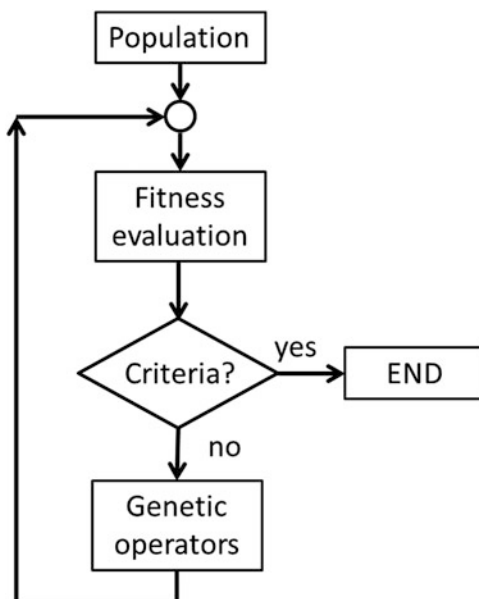 Population
Fitness
evaluation
Criteria?
yes
END
no
Genetic
operators